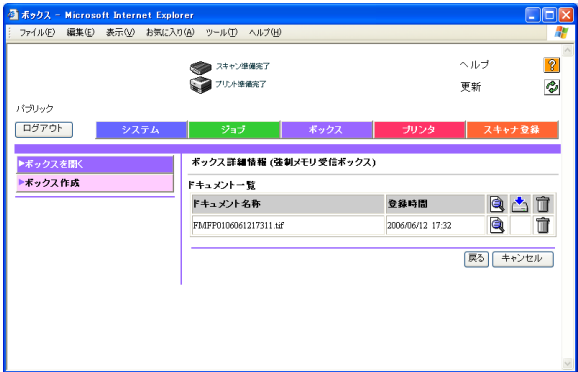 ボックス - Microsoft Internet Explorer
ファイル(F) 編集(E) 表示(V) お気に入り(A) ツール(T) ヘルプ(H)
スキャン準備完了
ヘルプ
プリント準備完了
更新
パブリック
ログアウト
システム ジョブ ボックス プリンタ スキャナ登録
ボックスを開く
ボックス作成
ボックス詳細情報 (強制メモリ受信ボックス)
ドキュメント一覧
ドキュメント名称 登録時間
FMFP0106061217311.tif 2006/06/12 17:32
戻る キャンセル